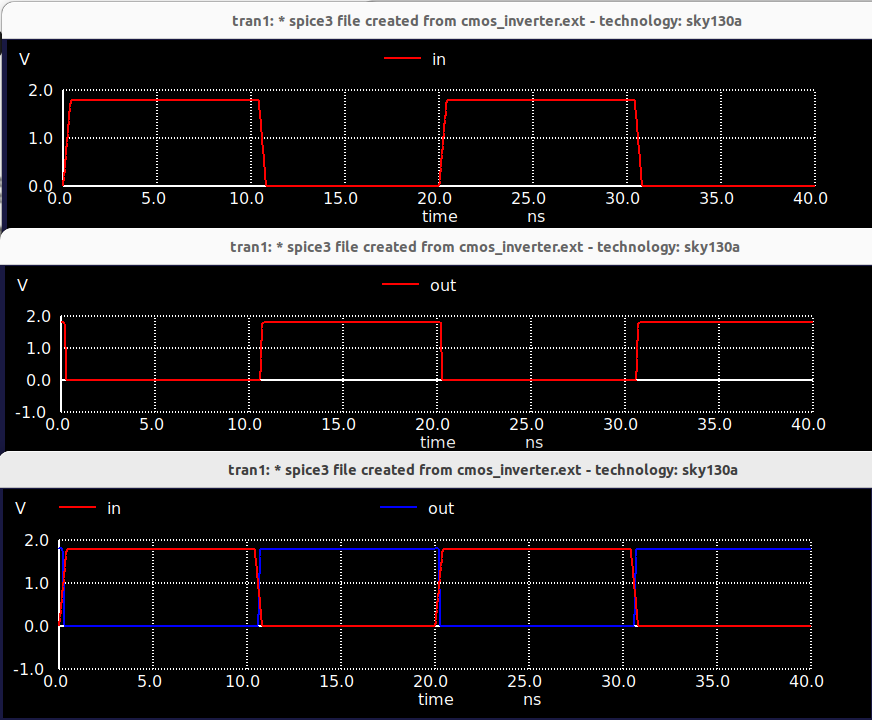 tran1: * spice3 file created from cmos_inverter.ext - technology: sky130a
V in
2.0
1.0
0.0
0.0 5.0 10.0 15.0 20.0 25.0 30.0 35.0 40.0
time ns
tran1: * spice3 file created from cmos_inverter.ext - technology: sky130a
V out
2.0
1.0
0.0
-1.0
0.0 5.0 10.0 15.0 20.0 25.0 30.0 35.0 40.0
time ns
tran1: * spice3 file created from cmos_inverter.ext - technology: sky130a
V in out
2.0
1.0
0.0
-1.0
0.0 5.0 10.0 15.0 20.0 25.0 30.0 35.0 40.0
time ns